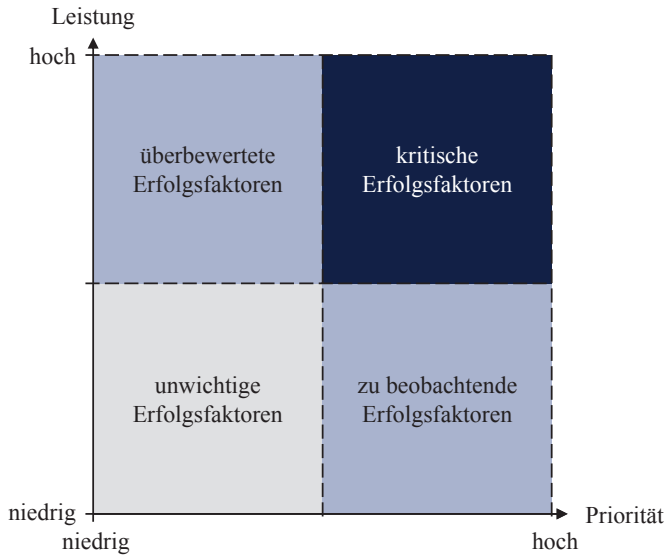 Leistung
hoch
überbewertete
Erfolgsfaktoren
kritische
Erfolgsfaktoren
unwichtige
Erfolgsfaktoren
zu beobachtende
Erfolgsfaktoren
niedrig
Priorität
niedrig
hoch